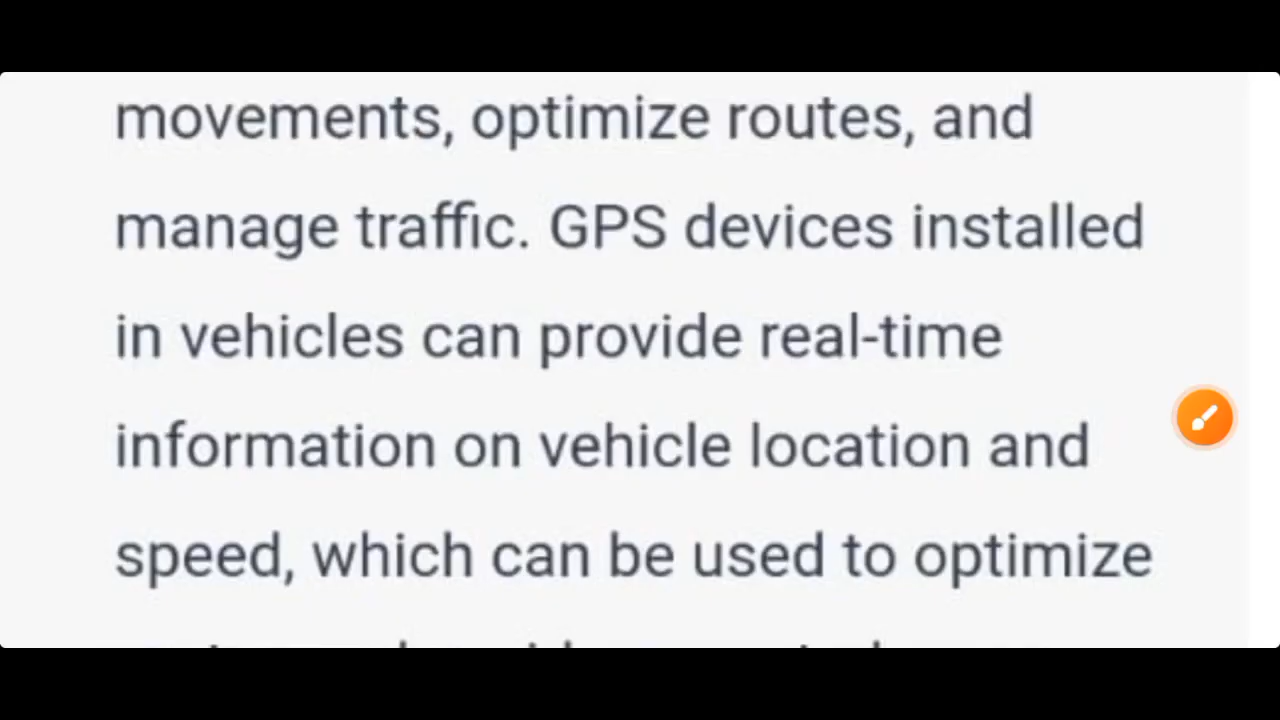 movements, optimize routes, and
manage traffic. GPS devices installed
in vehicles can provide real-time
information on vehicle location and
speed, which can be used to optimize